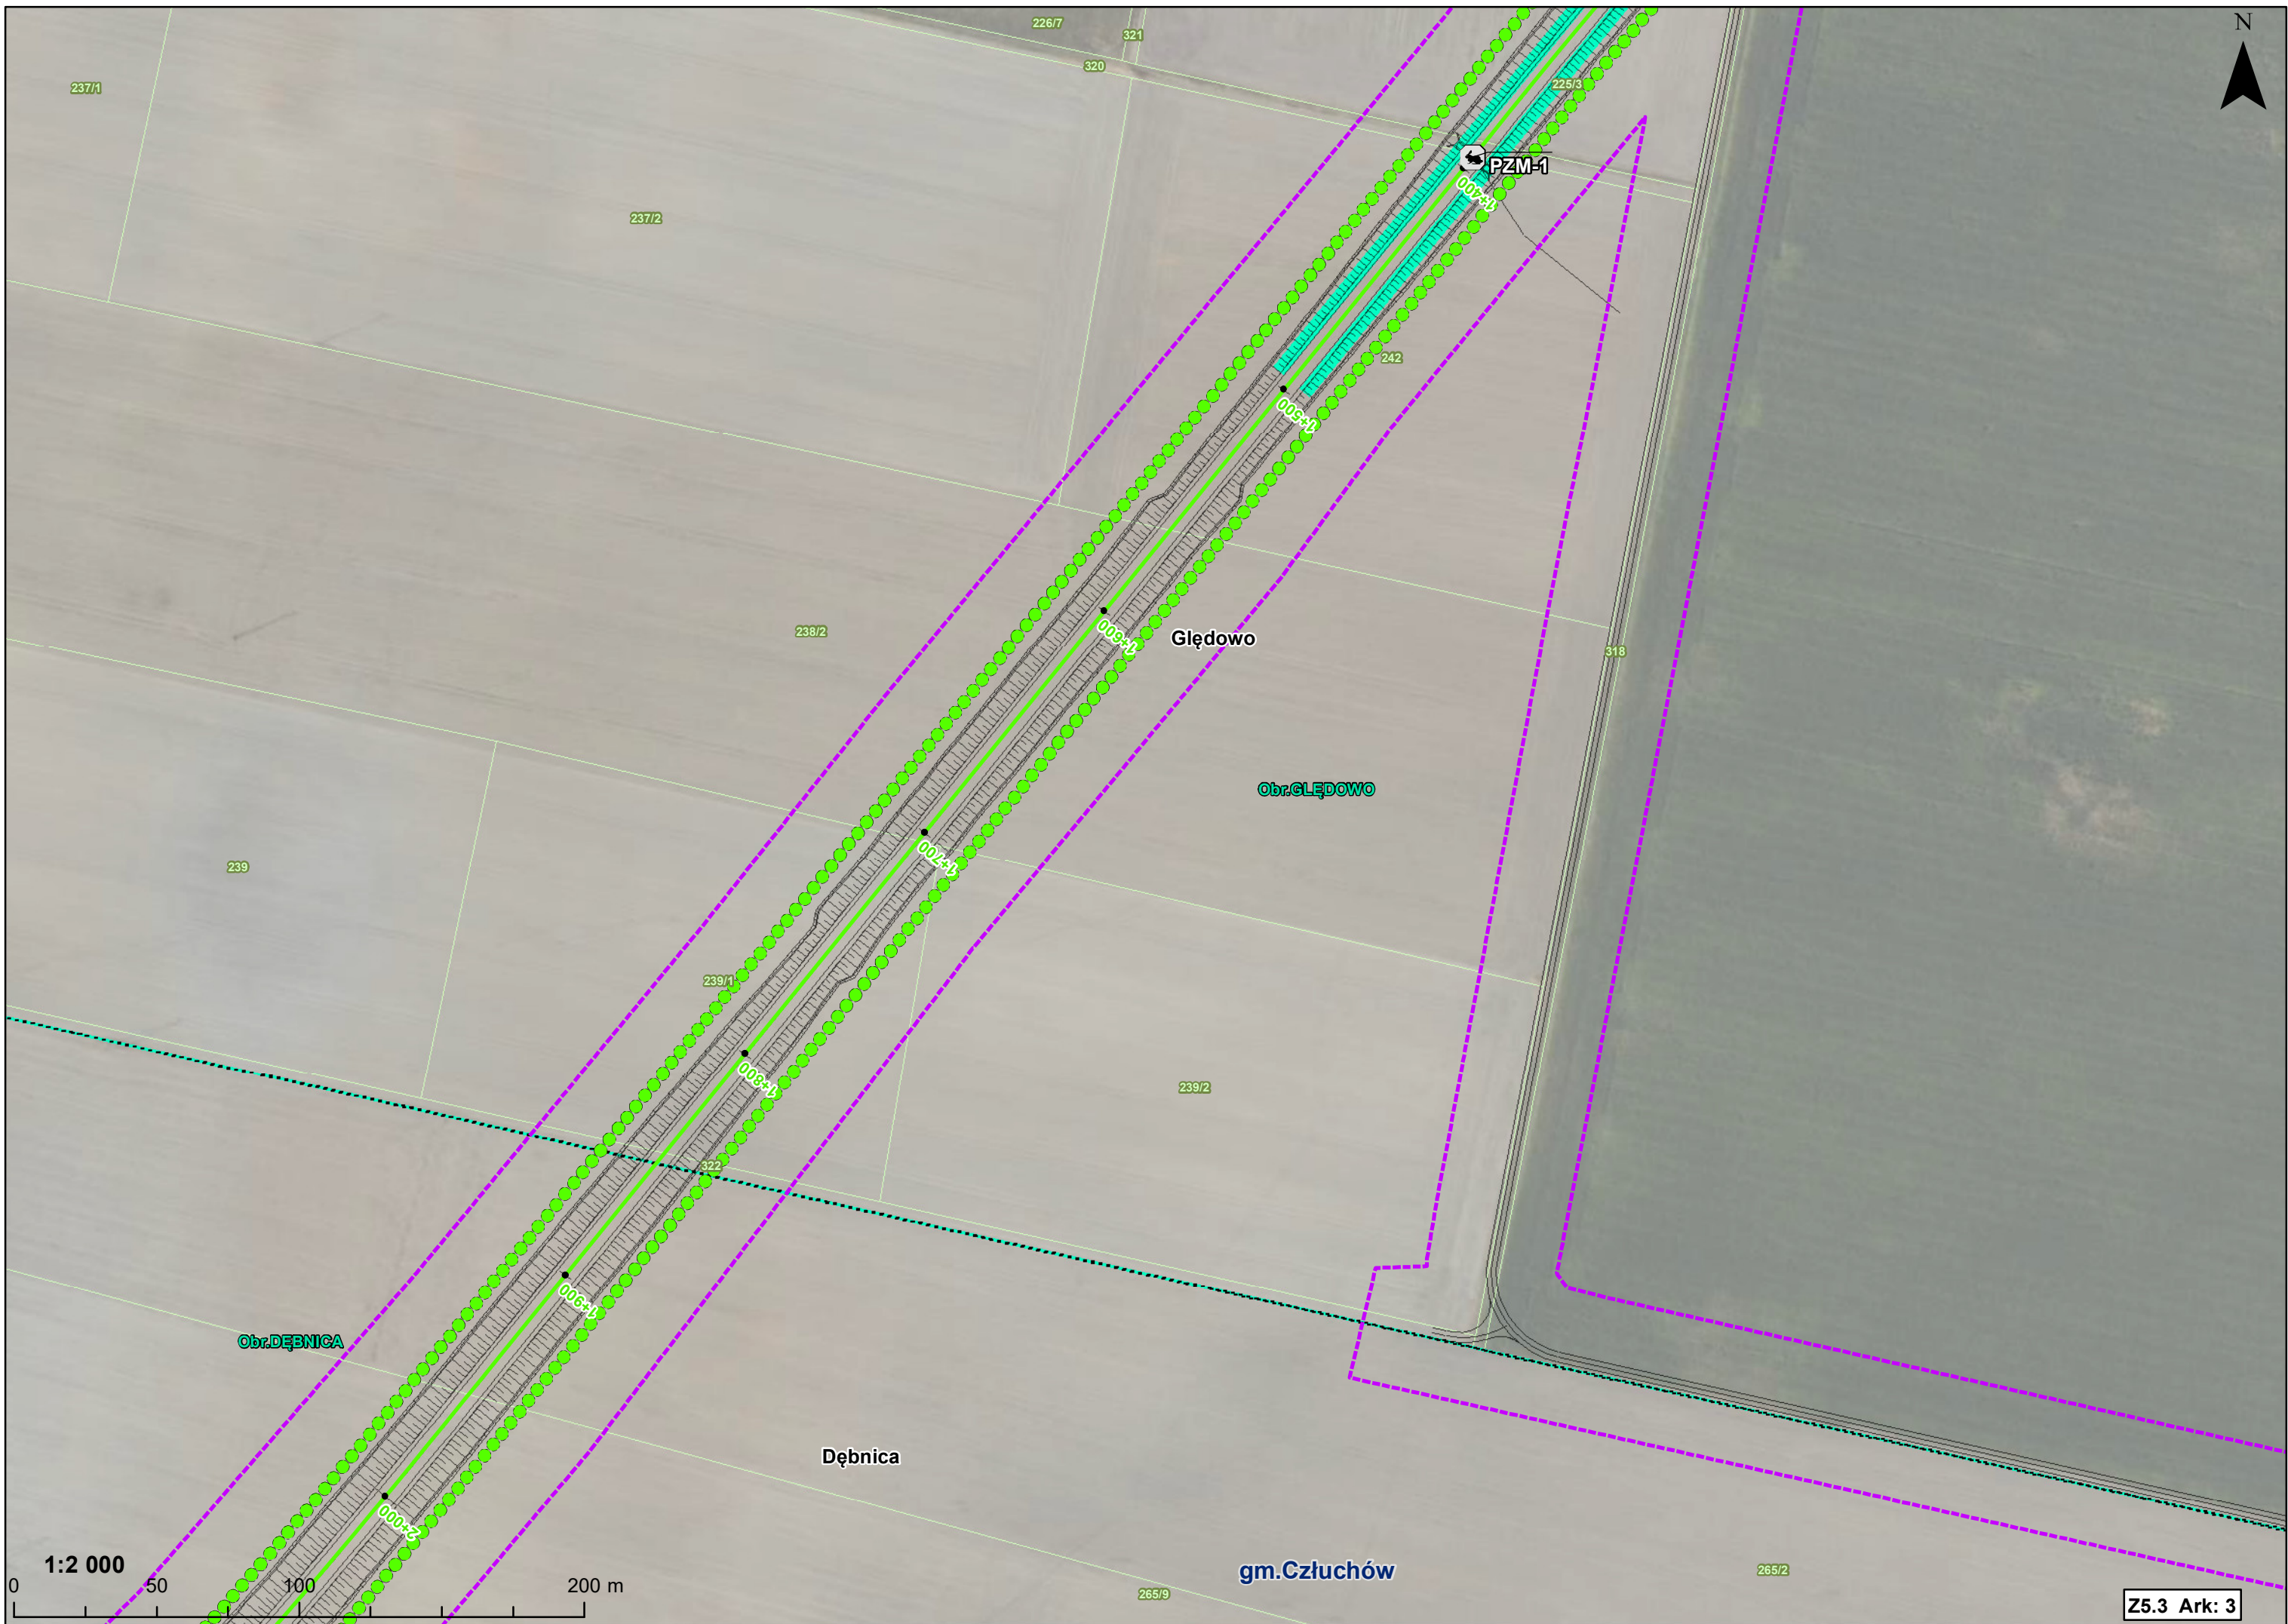 226/7
321
N
320
237/1
225/3
PZM-1
1+400
237/2
242
1+500
238/2
1+600
Ględowo
318
Obr.GLĘDOWO
1+700
239
239/1
1+800
239/2
322
1+900
Obr.DĘBNICA
Dębnica
2+000
1:2 000
gm.Człuchów
265/2
0 50 100 200 m
265/9
Z5.3 Ark: 3